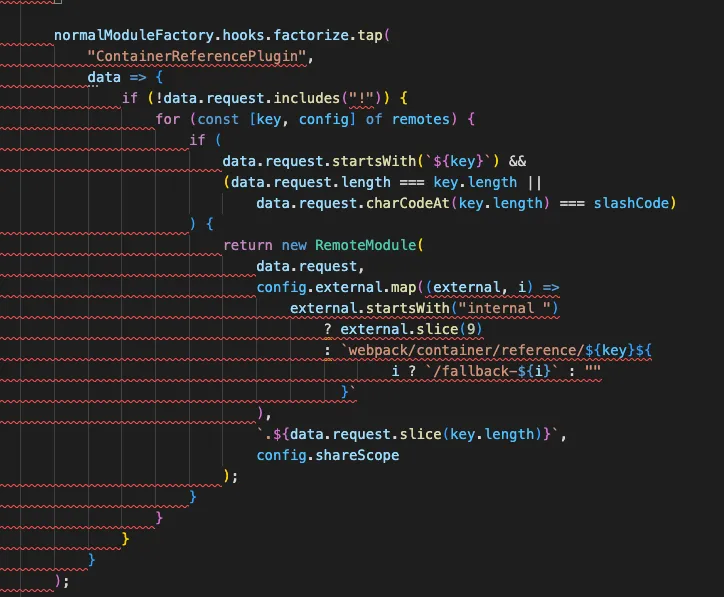 normalModuleFactory.hooks.factorize.tap(
"ContainerReferencePlugin",
data => {
if (!data.request.includes("!")) {
for (const [key, config] of remotes) {
if (
data.request.startsWith(`${key}`) &&
(data.request.length === key.length ||
data.request.charCodeAt(key.length) === slashCode)
) {
return new RemoteModule(
data.request,
config.external.map((external, i) =>
external.startsWith("internal ")
? external.slice(9)
: `webpack/container/reference/${key}${
i ? `/fallback-${i}` : ""
}`
),
`.${data.request.slice(key.length)}`,
config.shareScope
);
}
}
}
}
);